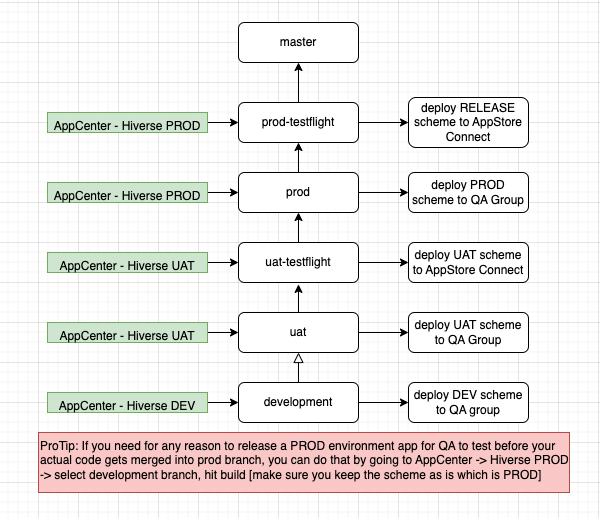 master
AppCenter - Hiverse PROD
prod-testflight
deploy RELEASE
scheme to AppStore
Connect
AppCenter - Hiverse PROD
prod
deploy PROD
scheme to QA Group
AppCenter - Hiverse UAT
uat-testflight
deploy UAT scheme
to AppStore Connect
AppCenter - Hiverse UAT
uat
deploy UAT scheme
to QA Group
AppCenter - Hiverse DEV
development
deploy DEV scheme
to QA group
ProTip: If you need for any reason to release a PROD environment app for QA to test before your
actual code gets merged into prod branch, you can do that by going to AppCenter -> Hiverse PROD
-> select development branch, hit build [make sure you keep the scheme as is which is PROD]